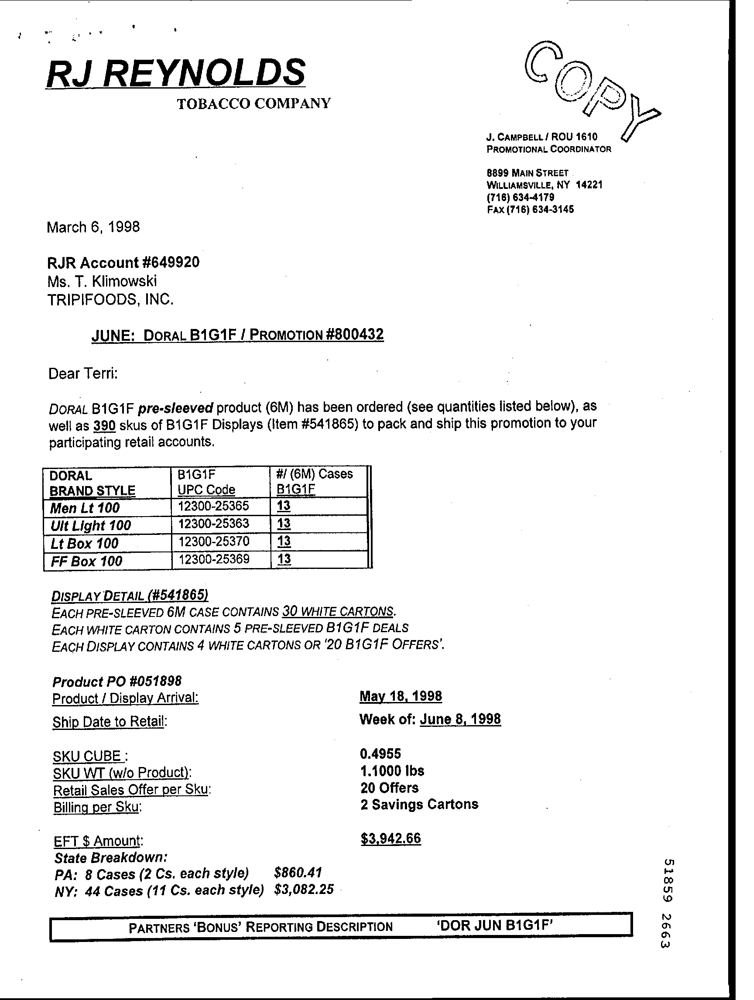 RJ REYNOLDS
TOBACCO COMPANY
COPY
J. CAMPBELL / ROU 1610
PROMOTIONAL COORDINATOR
8899 MAIN STREET
WILLIAMSVILLE, NY 14221
(716) 634-4179
FAX (716) 634-3145
March 6, 1998
RJR Account #649920
Ms. T. Klimowski
TRIPIFOODS, INC.
JUNE: DORAL B1G1F / PROMOTION #800432
Dear Terri:
DORAL B1G1F pre-sleeved product (6M) has been ordered (see quantities listed below), as
well as 390 skus of B1G1F Displays (Item #541865) to pack and ship this promotion to your
participating retail accounts.
DORAL B1G1F #/ (6M) Cases
BRAND STYLE UPC Code B1G1F
Men Lt 100 12300-25365 13
Ult Light 100 12300-25363 13
Lt Box 100 12300-25370 13
FF Box 100 12300-25369 13
DISPLAY DETAIL (#541865)
EACH PRE-SLEEVED 6M CASE CONTAINS 30 WHITE CARTONS.
EACH WHITE CARTON CONTAINS 5 PRE-SLEEVED B1G1F DEALS
EACH DISPLAY CONTAINS 4 WHITE CARTONS OR '20 B1G1F OFFERS'.
Product PO #051898
Product / Display Arrival: May 18, 1998
Ship Date to Retail: Week of: June 8, 1998
SKU CUBE : 0.4955
SKU WT (w/o Product): 1.1000 lbs
Retail Sales Offer per Sku: 20 Offers
Billing per Sku: 2 Savings Cartons
EFT $ Amount: $3,942.66
State Breakdown:
PA: 8 Cases (2 Cs. each style) $860.41
NY: 44 Cases (11 Cs. each style) $3,082.25
PARTNERS 'BONUS' REPORTING DESCRIPTION 'DOR JUN B1G1F'
51859 2663